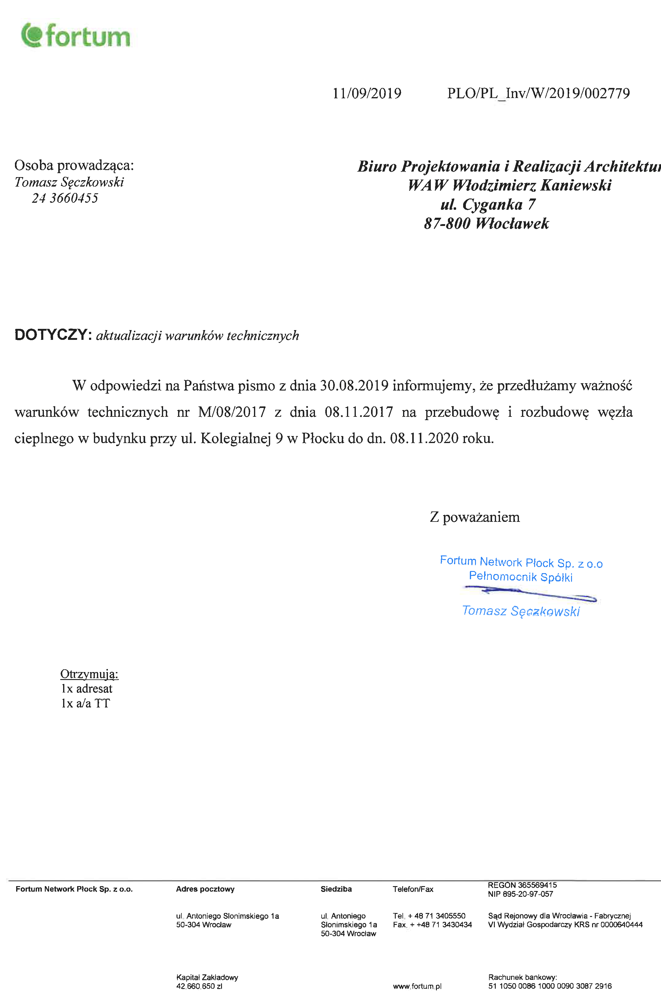 fortum
11/09/2019 PLO/PL_Inv/W/2019/002779
Osoba prowadząca:
Tomasz Sęczkowski
24 3660455
Biuro Projektowania i Realizacji Architektur
WAW Włodzimierz Kaniewski
ul. Cyganka 7
87-800 Włocławek
DOTYCZY: aktualizacji warunków technicznych
W odpowiedzi na Państwa pismo z dnia 30.08.2019 informujemy, że przedłużamy ważność
warunków technicznych nr M/08/2017 z dnia 08.11.2017 na przebudowę i rozbudowę węzła
cieplnego w budynku przy ul. Kolegialnej 9 w Płocku do dn. 08.11.2020 roku.
Z poważaniem
Fortum Network Płock Sp. z o.o
Pełnomocnik Spółki
Tomasz Sęczkowski
Otrzymują:
1x adresat
1x a/a TT
Fortum Network Płock Sp. z o.o.
Adres pocztowy
ul. Antoniego Slonimskiego 1a
50-304 Wrocław
Kapitał Zakładowy
42.660.650 zl
Siedziba
ul. Antoniego
Slonimskiego 1a
50-304 Wrocław
Telefon/Fax
Tel. + 48 71 3405550
Fax. + +48 71 3430434
www.fortum.pl
REGON 365569415
NIP 895-20-97-057
Sąd Rejonowy dla Wrocławia - Fabrycznej
VI Wydział Gospodarczy KRS nr 0000640444
Rachunek bankowy:
51 1050 0086 1000 0090 3087 2916